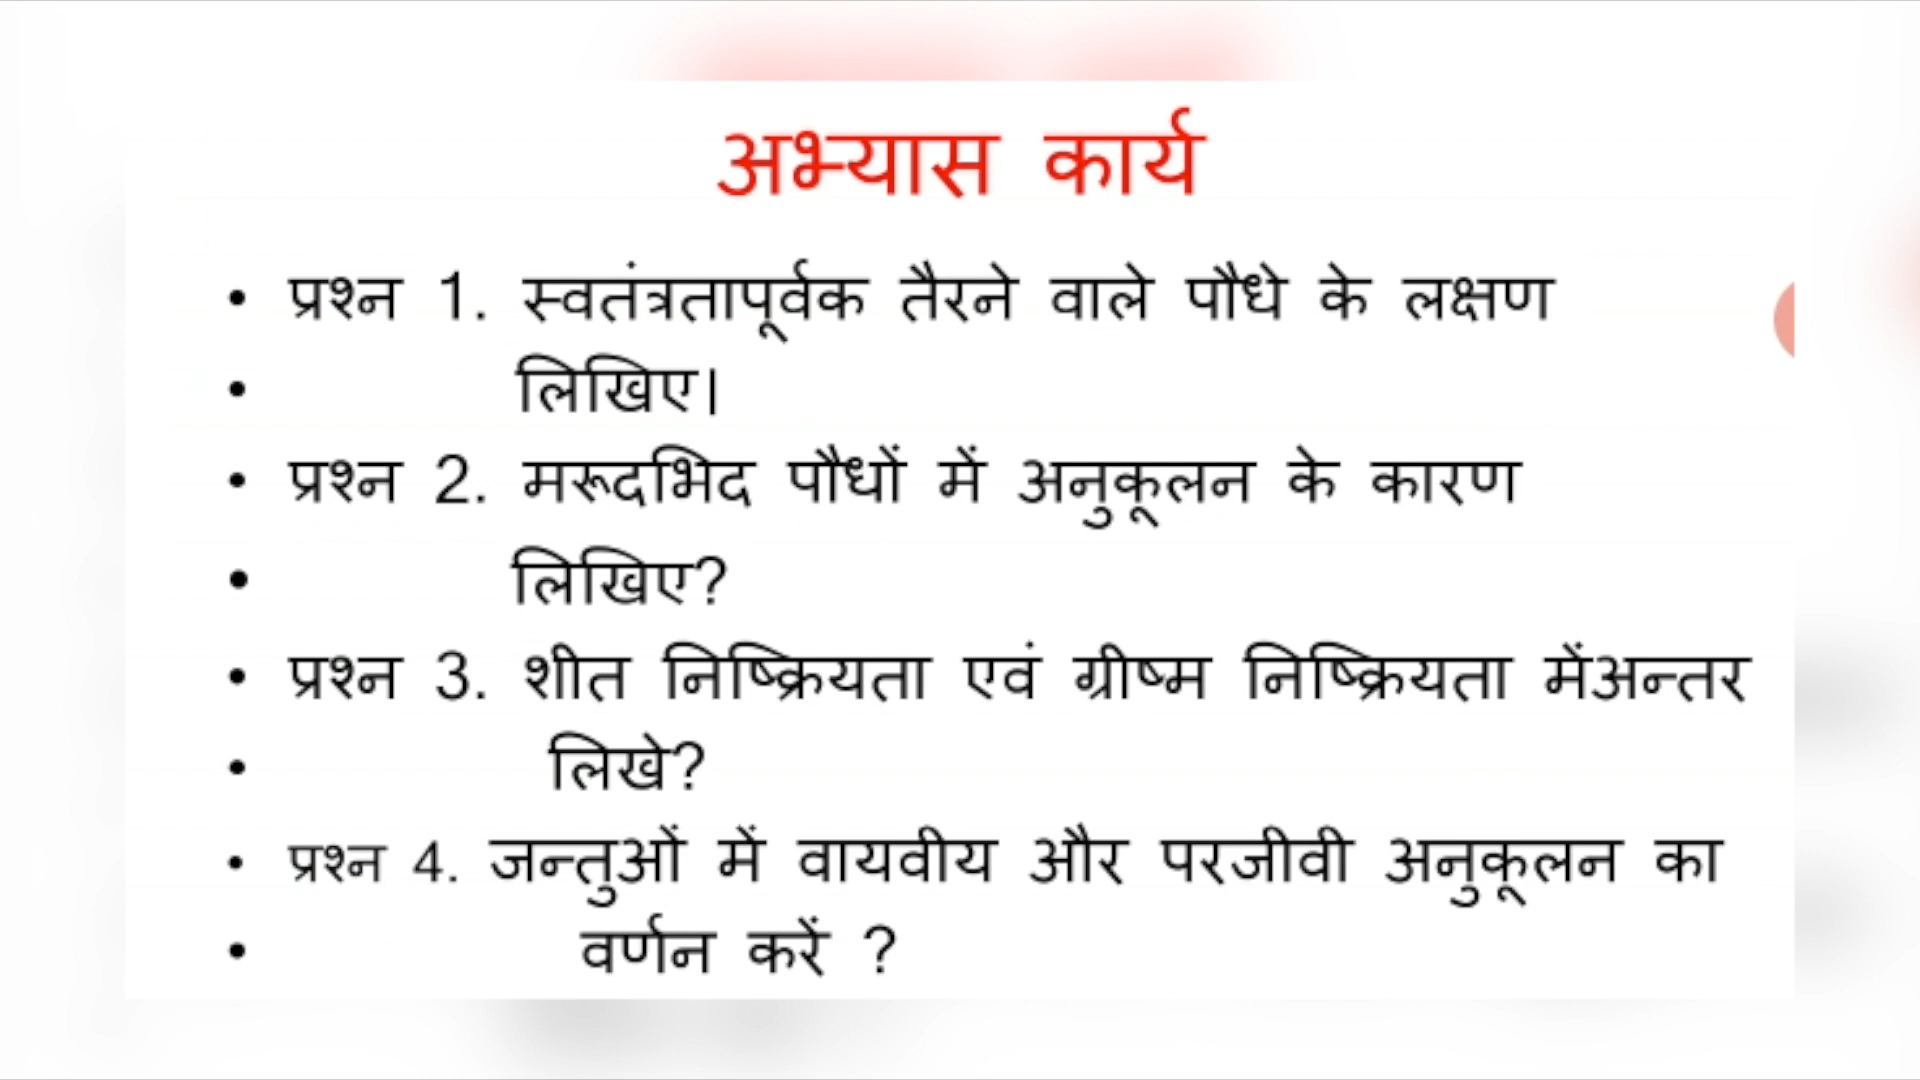 अभ्यास कार्य
• प्रश्न 1. स्वतंत्रतापूर्वक तैरने वाले पौधे के लक्षण
• लिखिए।
• प्रश्न 2. मरूदभिद पौधों में अनुकूलन के कारण
• लिखिए?
• प्रश्न 3. शीत निष्क्रियता एवं ग्रीष्म निष्क्रियता मेंअन्तर
• लिखे?
• प्रश्न 4. जन्तुओं में वायवीय और परजीवी अनुकूलन का
• वर्णन करें ?